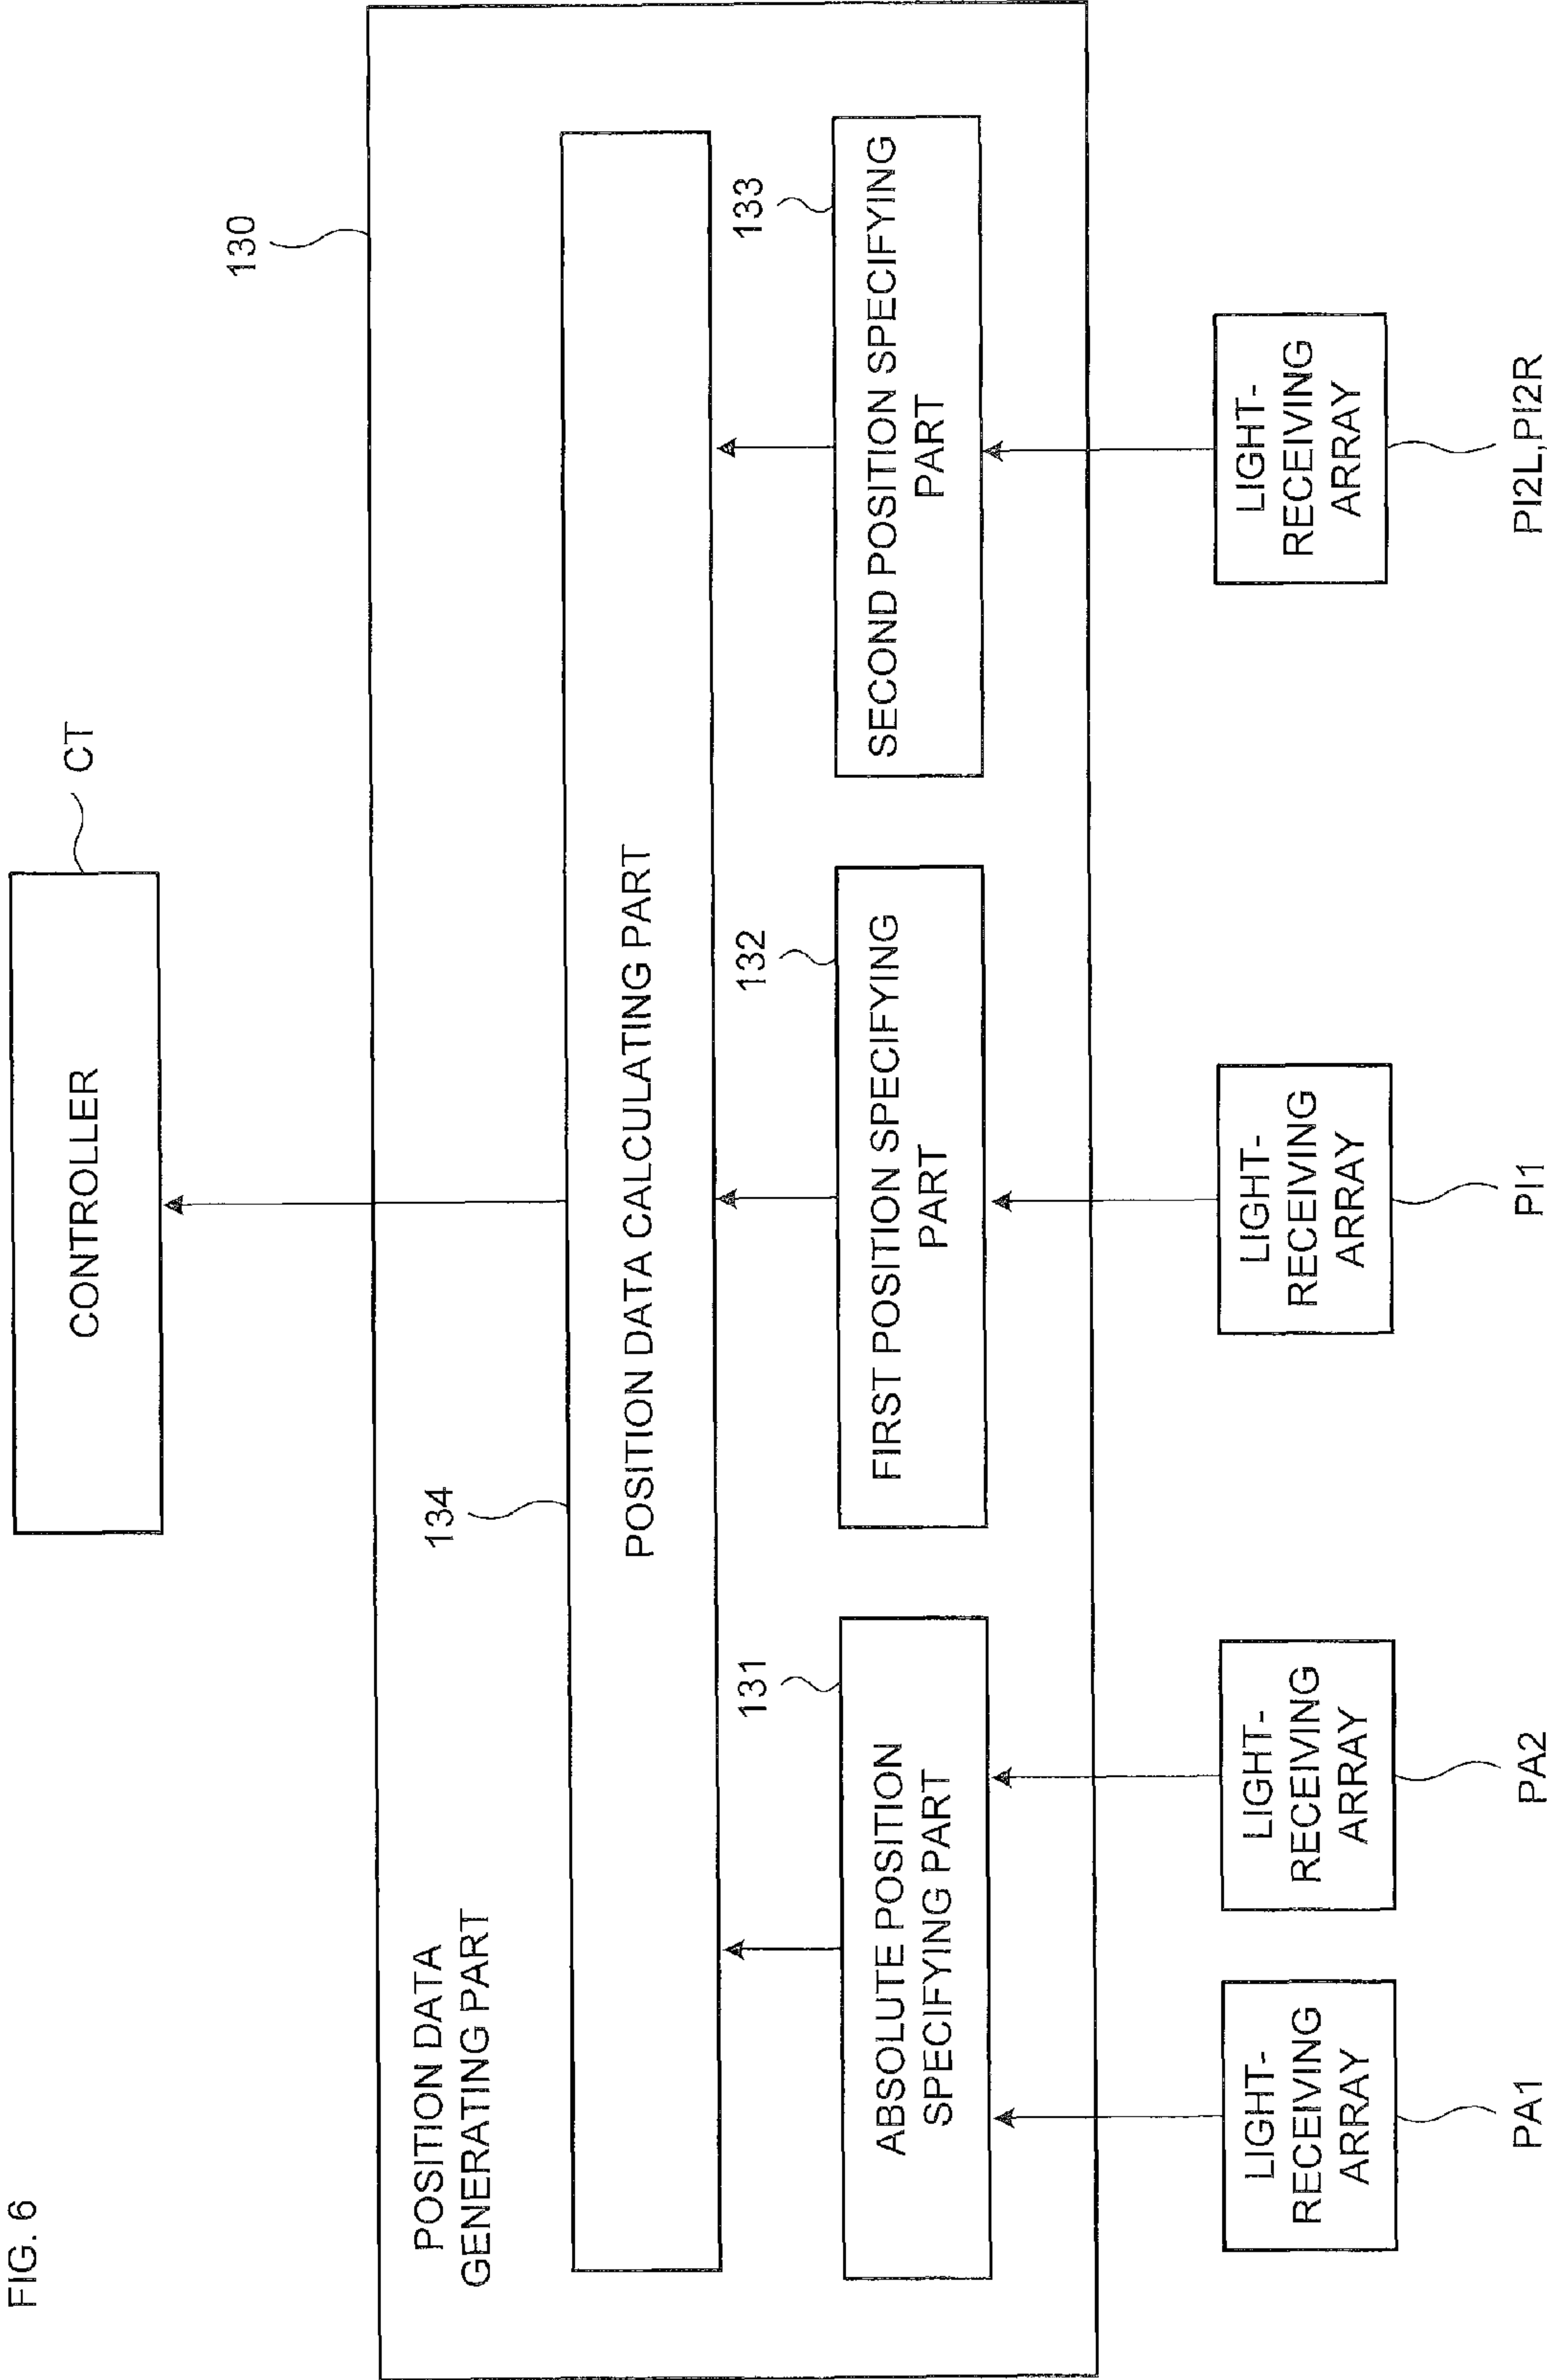 FIG. 6
CONTROLLER
CT
130
POSITION DATA
GENERATING PART
134
POSITION DATA CALCULATING PART
131
ABSOLUTE POSITION
SPECIFYING PART
132
FIRST POSITION SPECIFYING
PART
133
SECOND POSITION SPECIFYING
PART
LIGHT-
RECEIVING
ARRAY
PA1
LIGHT-
RECEIVING
ARRAY
PA2
LIGHT-
RECEIVING
ARRAY
PI1
LIGHT-
RECEIVING
ARRAY
PI2L,PI2R